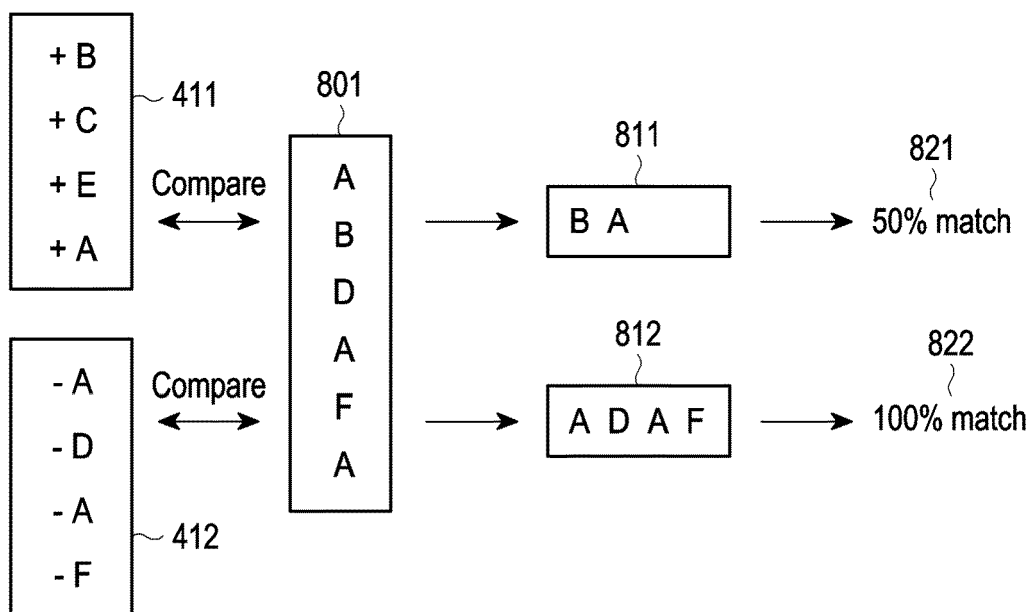 + B
+ C
+ E
+ A
411
Compare
801
A
B
D
A
F
A
811
B A
821
50% match
- A
- D
- A
- F
412
Compare
812
A D A F
822
100% match